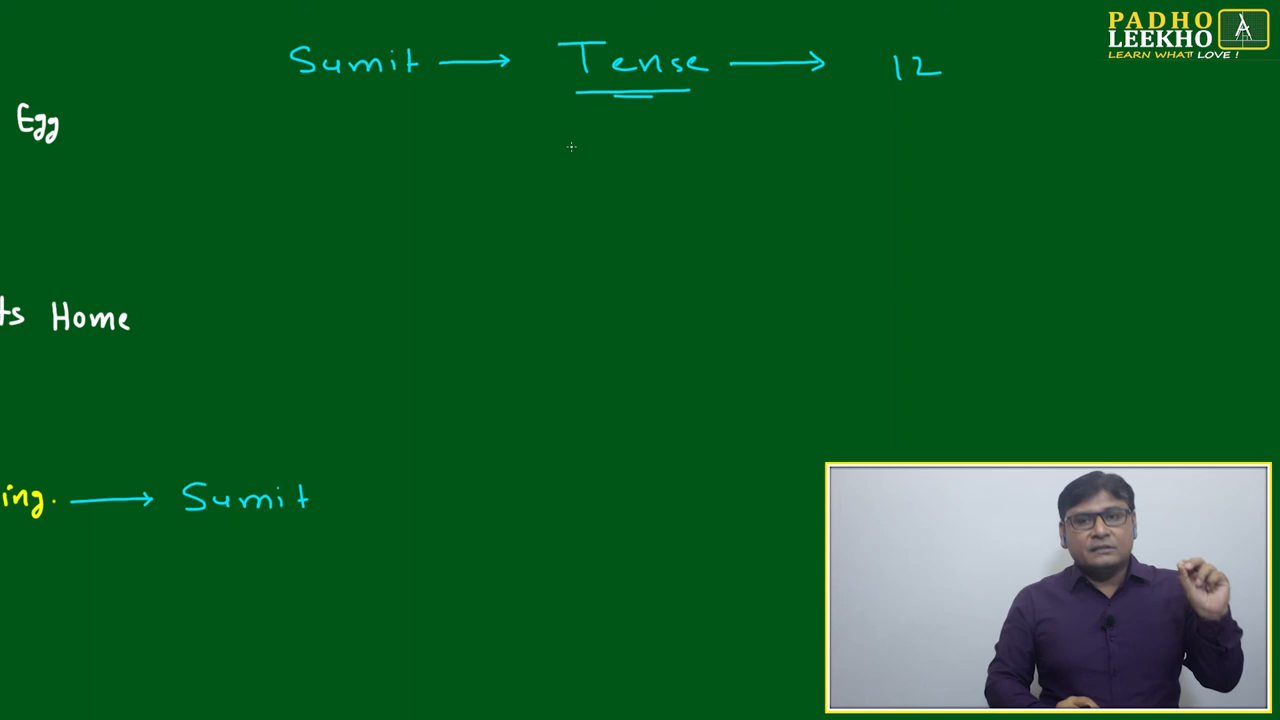 PADHO
LEEKHO
LEARN WHAT I LOVE !
Sumit → Tense → 12
Egg
ts Home
ing. → Sumit